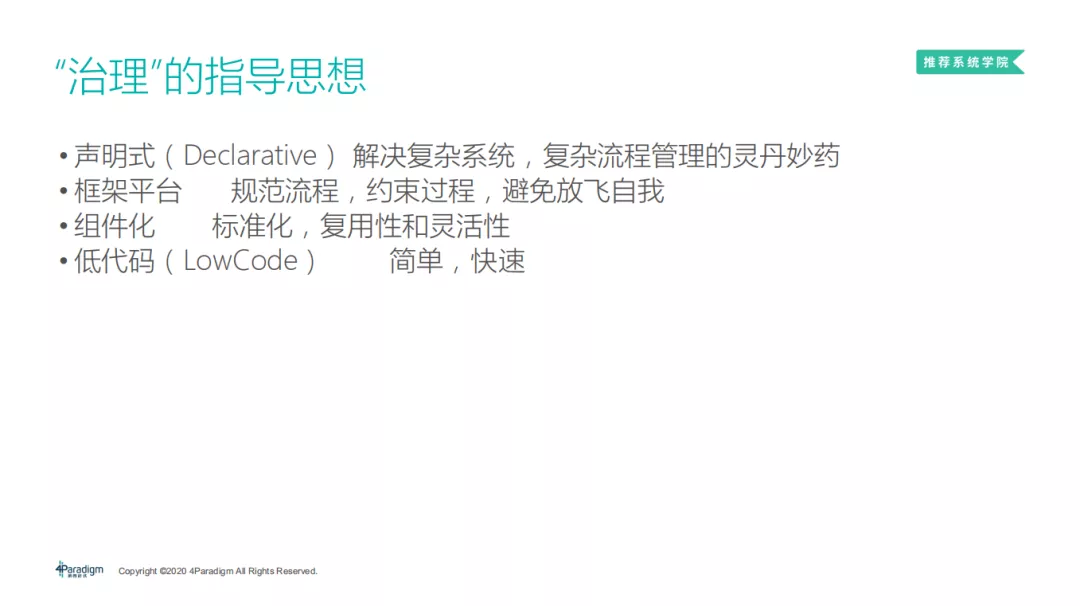 “治理”的指导思想
推荐系统学院
• 声明式（Declarative） 解决复杂系统，复杂流程管理的灵丹妙药
• 框架平台 规范流程，约束过程，避免放飞自我
• 组件化 标准化，复用性和灵活性
• 低代码（LowCode） 简单，快速
4Paradigm
第四范式
Copyright ©2020 4Paradigm All Rights Reserved.